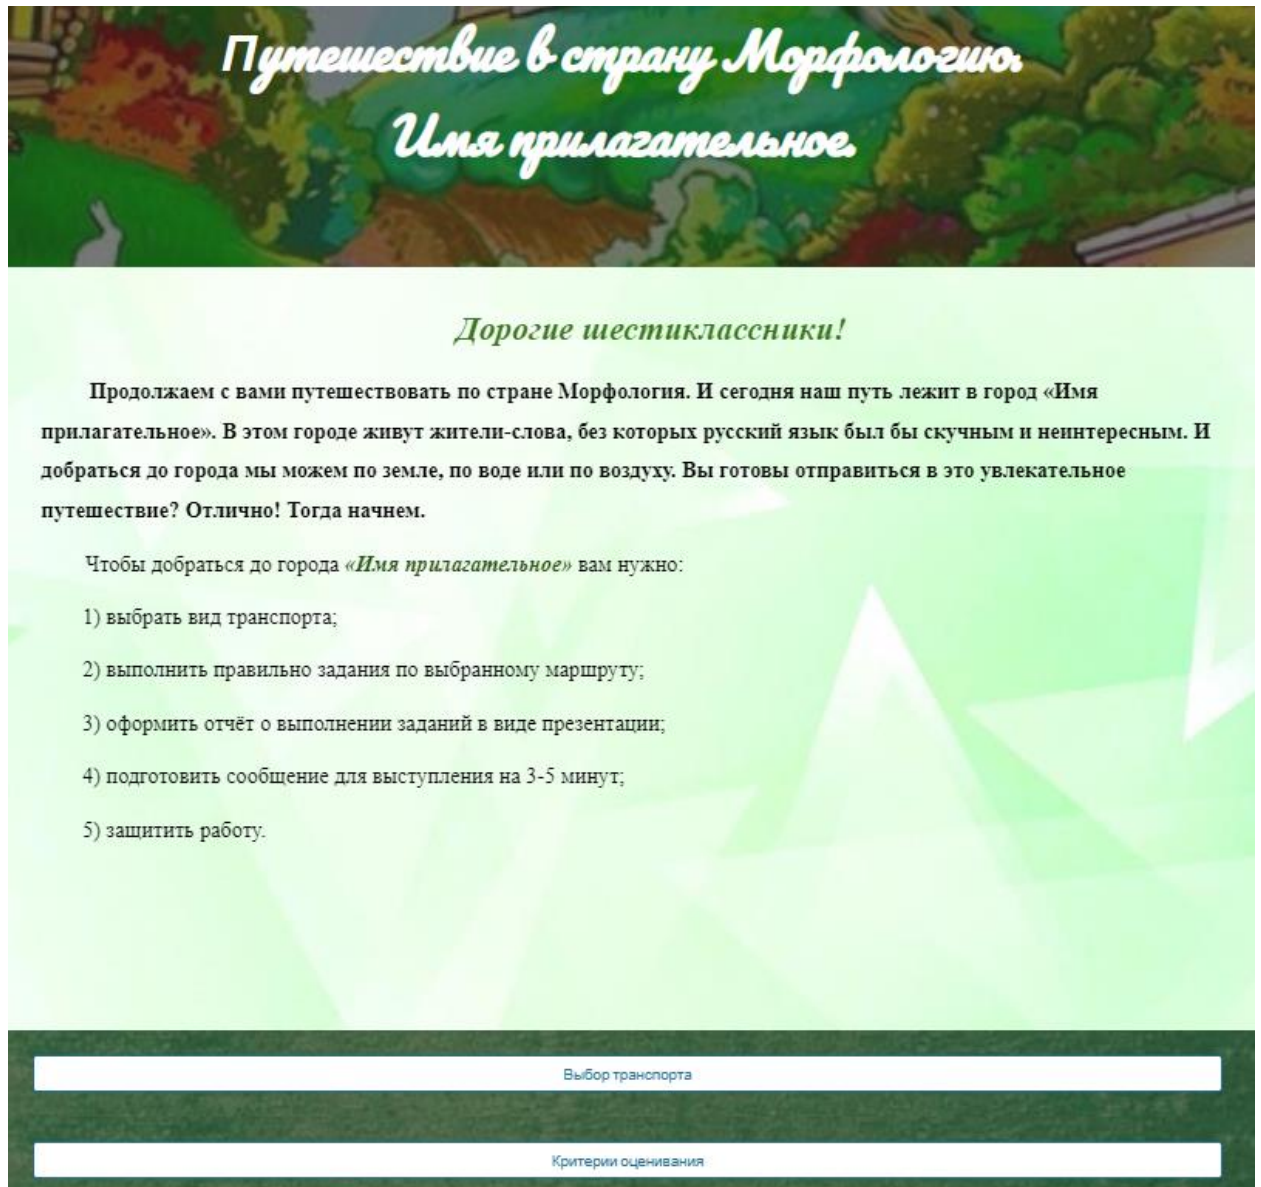 Путешествие в страну Морфологию.
Имя прилагательное.
Дорогие шестиклассники!
Продолжаем с вами путешествовать по стране Морфология. И сегодня наш путь лежит в город «Имя
прилагательное». В этом городе живут жители-слова, без которых русский язык был бы скучным и неинтересным. И
добраться до города мы можем по земле, по воде или по воздуху. Вы готовы отправиться в это увлекательное
путешествие? Отлично! Тогда начнем.
Чтобы добраться до города «Имя прилагательное» вам нужно:
1) выбрать вид транспорта;
2) выполнить правильно задания по выбранному маршруту;
3) оформить отчёт о выполнении заданий в виде презентации;
4) подготовить сообщение для выступления на 3-5 минут;
5) защитить работу.
Выбор транспорта
Критерии оценивания